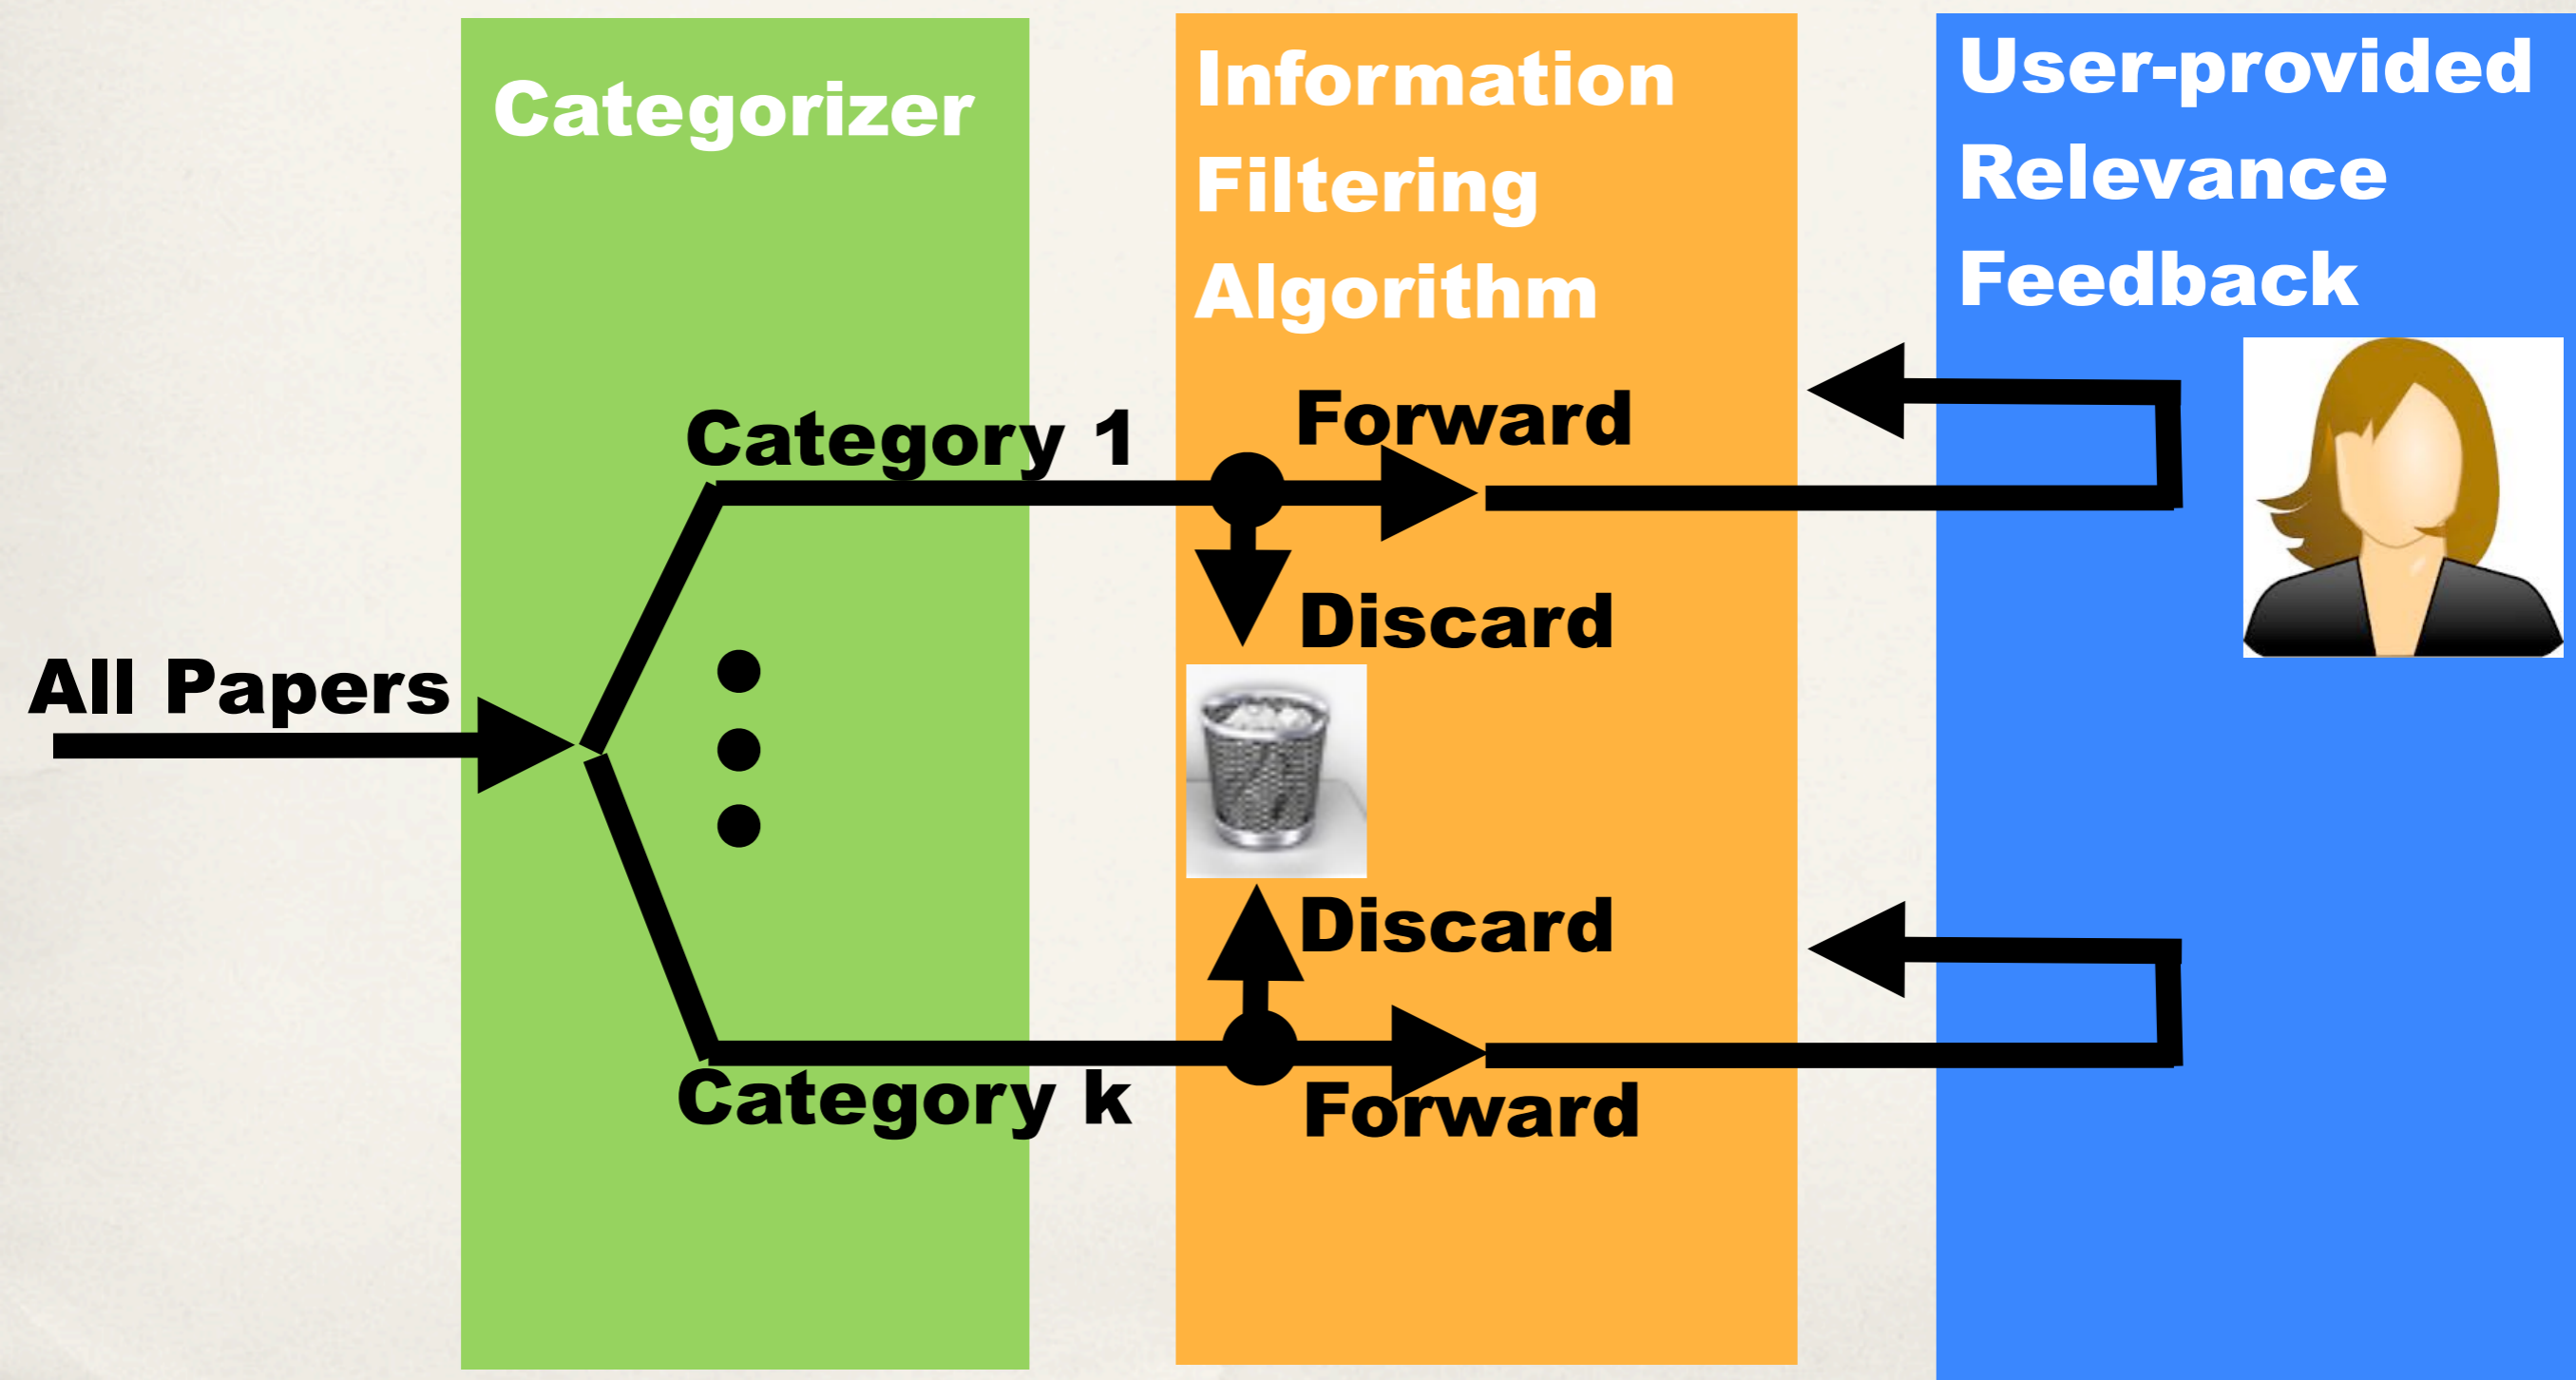 Categorizer
Information
Filtering
Algorithm
User-provided
Relevance
Feedback
Category 1
Forward
Discard
All Papers
Discard
Category k
Forward